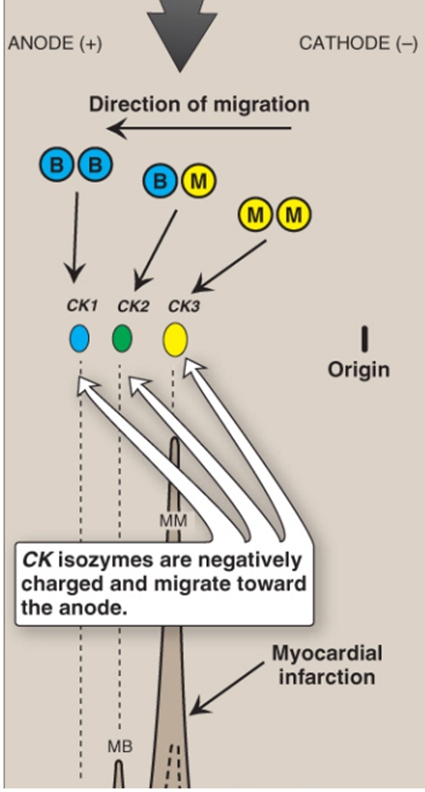 ANODE (+)
CATHODE (–)
Direction of migration
B B
B M
M M
CK1 CK2 CK3
Origin
MM
CK isozymes are negatively
charged and migrate toward
the anode.
Myocardial
infarction
MB